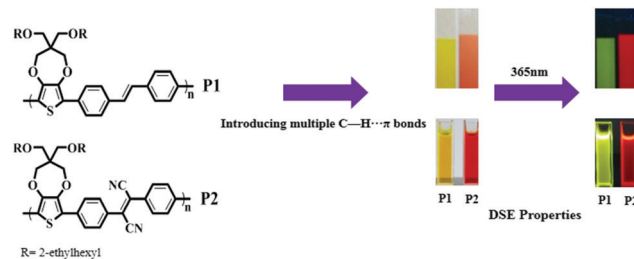 RO OR
O O
S
n
P1
RO OR
O O
S
NC
CN
n
P2
R= 2-ethylhexyl
Introducing multiple C—H···π bonds
365nm
P1 P2
P1 P2
DSE Properties